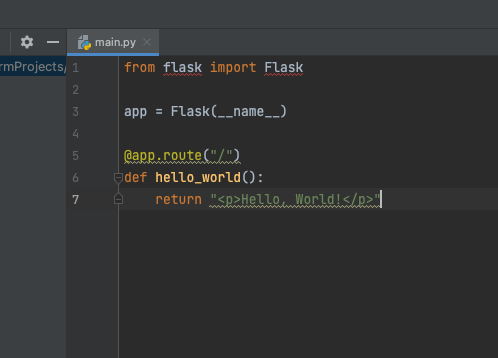 main.py
rmProjects/
1 from flask import Flask
2
3 app = Flask(__name__)
4
5 @app.route("/")
6 def hello_world():
7     return "<p>Hello, World!</p>"